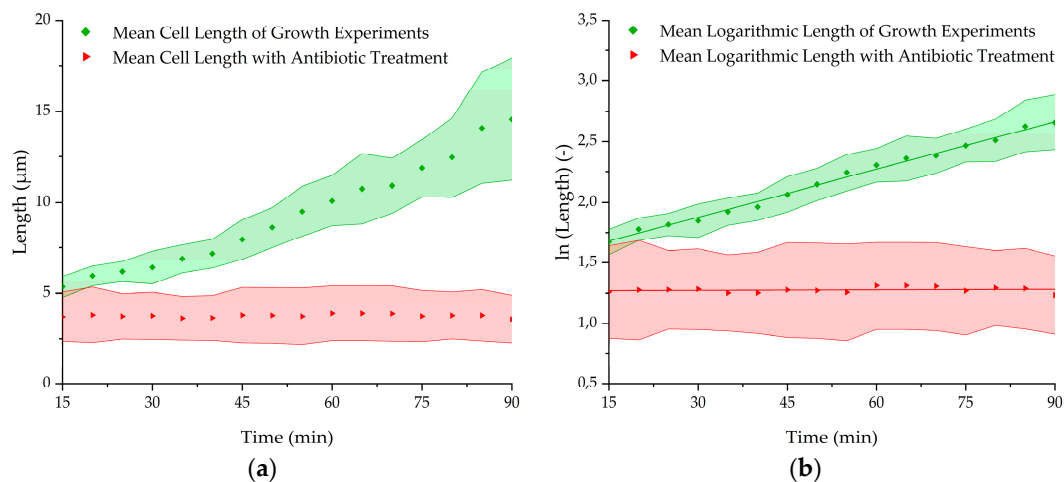 Mean Cell Length of Growth Experiments
Mean Cell Length with Antibiotic Treatment
Length (µm)
20
15
10
5
0
15
30
45
60
75
90
Time (min)
(a)
Mean Logarithmic Length of Growth Experiments
Mean Logarithmic Length with Antibiotic Treatment
ln (Length) (-)
3,5
3,0
2,5
2,0
1,5
1,0
0,5
15
30
45
60
75
90
Time (min)
(b)